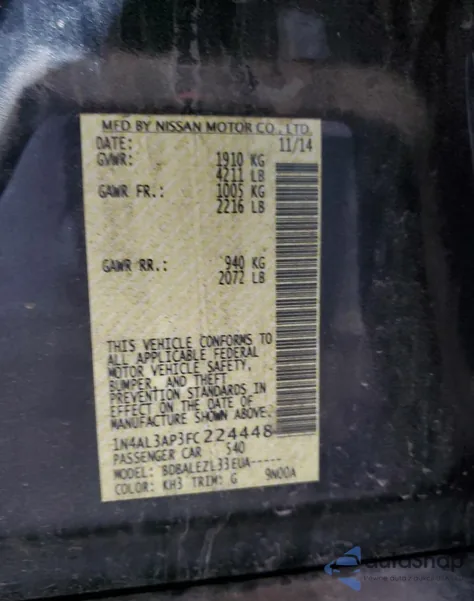 MFD BY NISSAN MOTOR CO., LTD.
DATE: 11/14
GVWR: 1910 KG
4211 LB
GAWR FR.: 1005 KG
2216 LB
GAWR RR.: 940 KG
2072 LB
THIS VEHICLE CONFORMS TO
ALL APPLICABLE FEDERAL
MOTOR VEHICLE SAFETY,
BUMPER, AND THEFT
PREVENTION STANDARDS IN
EFFECT ON THE DATE OF
MANUFACTURE SHOWN ABOVE.
1N4AL3AP3FC224448
PASSENGER CAR 540
MODEL: BDBALEZL33EUA-----
COLOR: KH3 TRIM: G 9N00A
autosnap